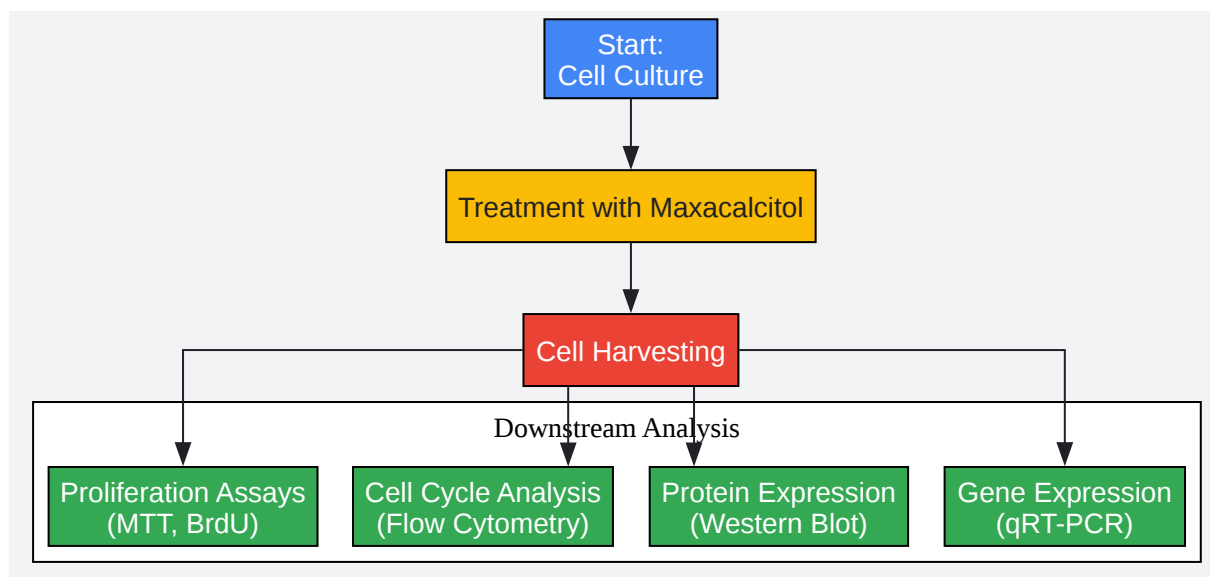 Start:
Cell Culture
Treatment with Maxacalcitol
Cell Harvesting
Downstream Analysis
Proliferation Assays
(MTT, BrdU)
Cell Cycle Analysis
(Flow Cytometry)
Protein Expression
(Western Blot)
Gene Expression
(qRT-PCR)